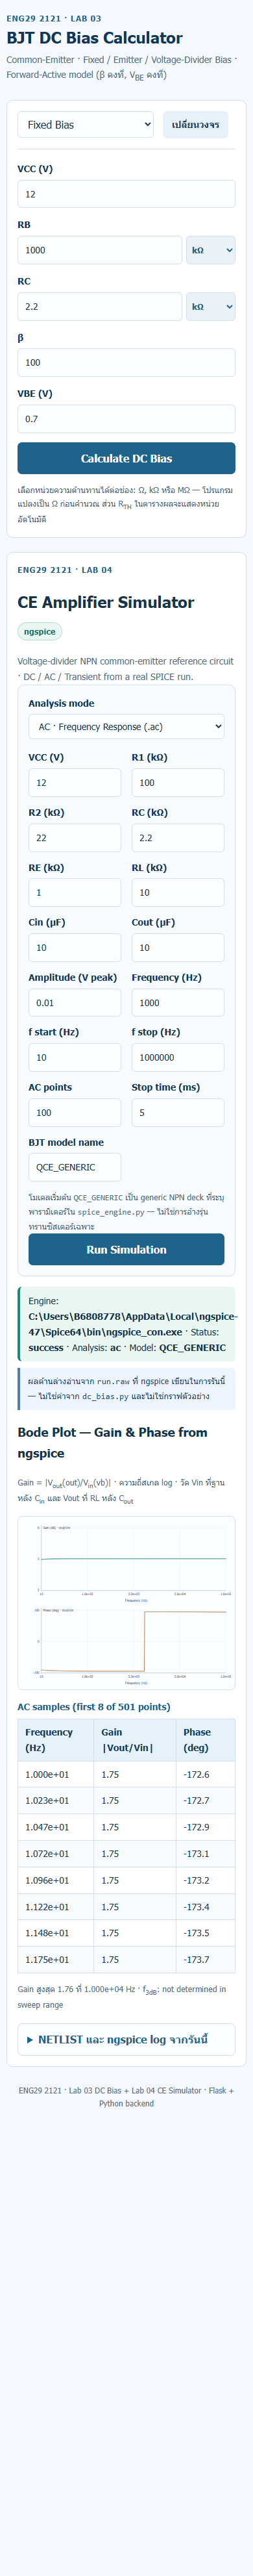 ENG29 2121 · LAB 03
BJT DC Bias Calculator
Common-Emitter · Fixed / Emitter / Voltage-Divider Bias ·
Forward-Active model (β คงที่, VBE คงที่)
Fixed Bias
เปลี่ยนวงจร
VCC (V)
12
RB
1000
kΩ
RC
2.2
kΩ
β
100
VBE (V)
0.7
Calculate DC Bias
เลือกหน่วยความต้านทานได้ต่อช่อง: Ω, kΩ หรือ MΩ — โปรแกรม
แปลงเป็น Ω ก่อนคำนวณ ส่วน RTH ในตารางผลจะแสดงหน่วย
อัตโนมัติ
ENG29 2121 · LAB 04
CE Amplifier Simulator
ngspice
Voltage-divider NPN common-emitter reference circuit
· DC / AC / Transient from a real SPICE run.
Analysis mode
AC · Frequency Response (.ac)
VCC (V)
R1 (kΩ)
12
100
R2 (kΩ)
RC (kΩ)
22
2.2
RE (kΩ)
RL (kΩ)
1
10
Cin (µF)
Cout (µF)
10
10
Amplitude (V peak)
Frequency (Hz)
0.01
1000
f start (Hz)
f stop (Hz)
10
1000000
AC points
Stop time (ms)
100
5
BJT model name
QCE_GENERIC
โมเดลเริ่มต้น QCE_GENERIC เป็น generic NPN deck ที่ระบุ
พารามิเตอร์ใน spice_engine.py — ไม่ใช่การอ้างรุ่น
ทรานซิสเตอร์เฉพาะ
Run Simulation
Engine:
C:\Users\B6808778\AppData\Local\ngspice-
47\Spice64\bin\ngspice_con.exe · Status:
success · Analysis: ac · Model: QCE_GENERIC
ผลด้านล่างอ่านจาก run.raw ที่ ngspice เขียนในการรันนี้
— ไม่ใช่ค่าจาก dc_bias.py และไม่ใช่กราฟตัวอย่าง
Bode Plot — Gain & Phase from
ngspice
Gain = |Vout(out)/Vin(vb)| · ความถี่สเกล log · วัด Vin ที่ฐาน
หลัง Cin และ Vout ที่ RL หลัง Cout
Gain (dB) · Vout/Vin
Frequency (Hz)
Phase (deg) · Vout/Vin
Frequency (Hz)
AC samples (first 8 of 501 points)
Frequency
(Hz)
Gain
|Vout/Vin|
Phase
(deg)
1.000e+01 1.75 -172.6
1.023e+01 1.75 -172.7
1.047e+01 1.75 -172.9
1.072e+01 1.75 -173.1
1.096e+01 1.75 -173.2
1.122e+01 1.75 -173.4
1.148e+01 1.75 -173.5
1.175e+01 1.75 -173.7
Gain สูงสุด 1.76 ที่ 1.000e+04 Hz · f3dB: not determined in
sweep range
▶ NETLIST และ ngspice log จากรันนี้
ENG29 2121 · Lab 03 DC Bias + Lab 04 CE Simulator · Flask +
Python backend